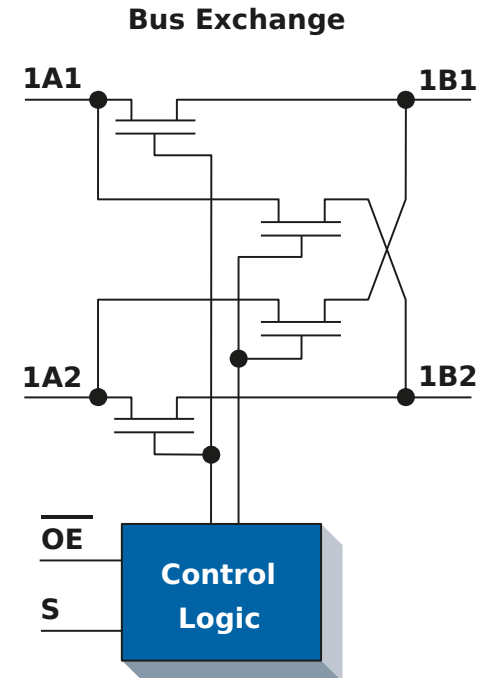 Bus Exchange
1A1
1B1
1A2
1B2
OE
S
Control
Logic